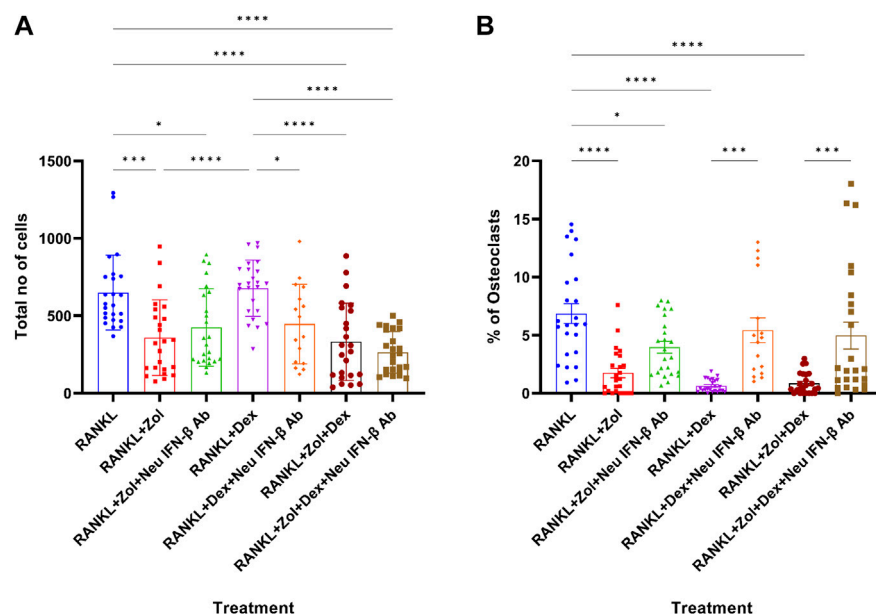 A
B
****
****
****
* ****
*** **** *
****
****
*
**** *** ***
Total no of cells
1500
1000
500
0
RANKL
RANKL+Zol
RANKL+Zol+Neu IFN-β Ab
RANKL+Dex
RANKL+Dex+Neu IFN-β Ab
RANKL+Zol+Dex
RANKL+Zol+Dex+Neu IFN-β Ab
Treatment
% of Osteoclasts
20
15
10
5
0
RANKL
RANKL+Zol
RANKL+Zol+Neu IFN-β Ab
RANKL+Dex
RANKL+Dex+Neu IFN-β Ab
RANKL+Zol+Dex
RANKL+Zol+Dex+Neu IFN-β Ab
Treatment